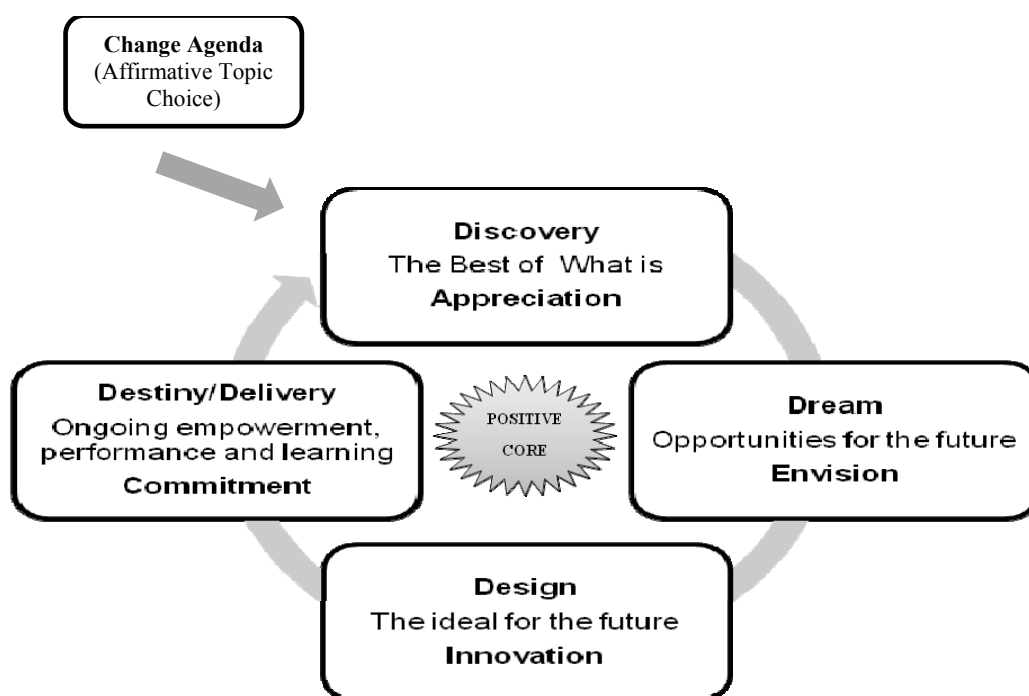 Change Agenda
(Affirmative Topic
Choice)
Discovery
The Best of What is
Appreciation
Dream
Opportunities for the future
Envision
Design
The ideal for the future
Innovation
Destiny/Delivery
Ongoing empowerment,
performance and learning
Commitment
POSITIVE
CORE